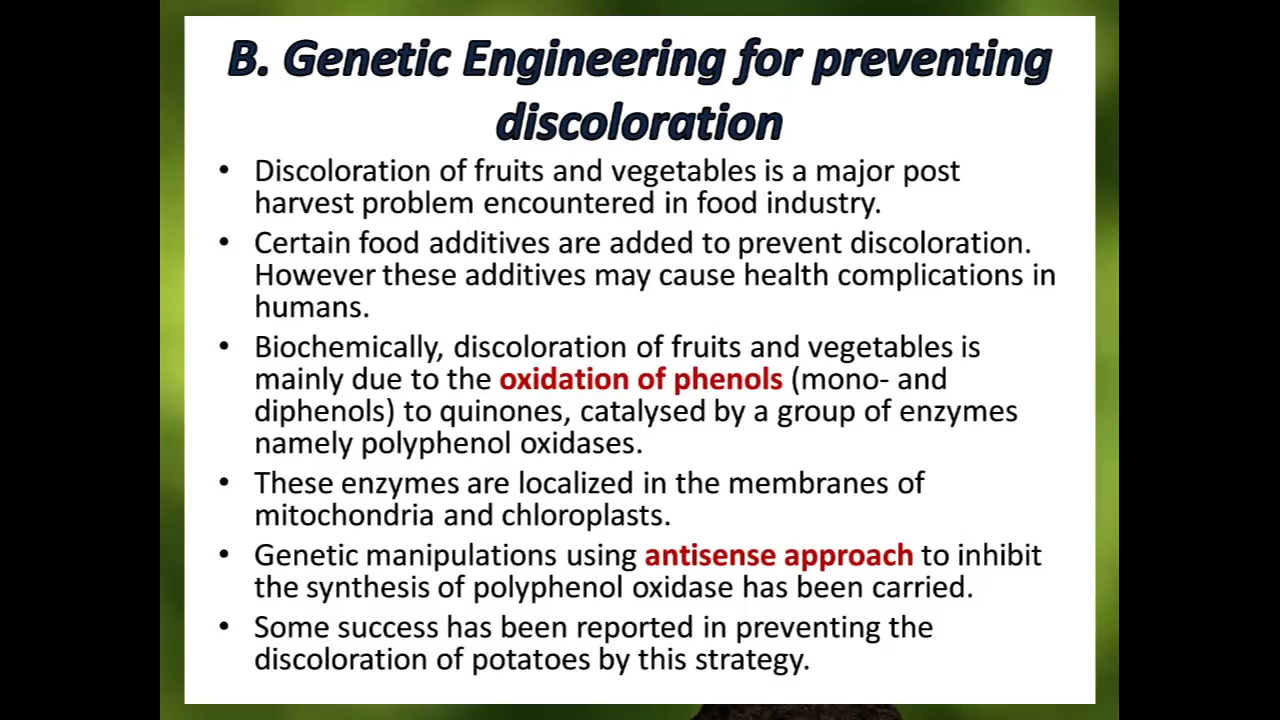 B. Genetic Engineering for preventing
discoloration
• Discoloration of fruits and vegetables is a major post
harvest problem encountered in food industry.
• Certain food additives are added to prevent discoloration.
However these additives may cause health complications in
humans.
• Biochemically, discoloration of fruits and vegetables is
mainly due to the oxidation of phenols (mono- and
diphenols) to quinones, catalysed by a group of enzymes
namely polyphenol oxidases.
• These enzymes are localized in the membranes of
mitochondria and chloroplasts.
• Genetic manipulations using antisense approach to inhibit
the synthesis of polyphenol oxidase has been carried.
• Some success has been reported in preventing the
discoloration of potatoes by this strategy.